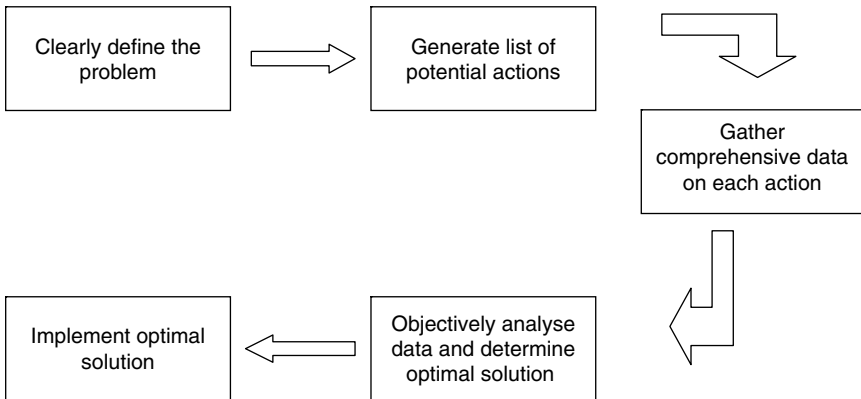 Clearly define the
problem
Generate list of
potential actions
Gather
comprehensive data
on each action
Objectively analyse
data and determine
optimal solution
Implement optimal
solution